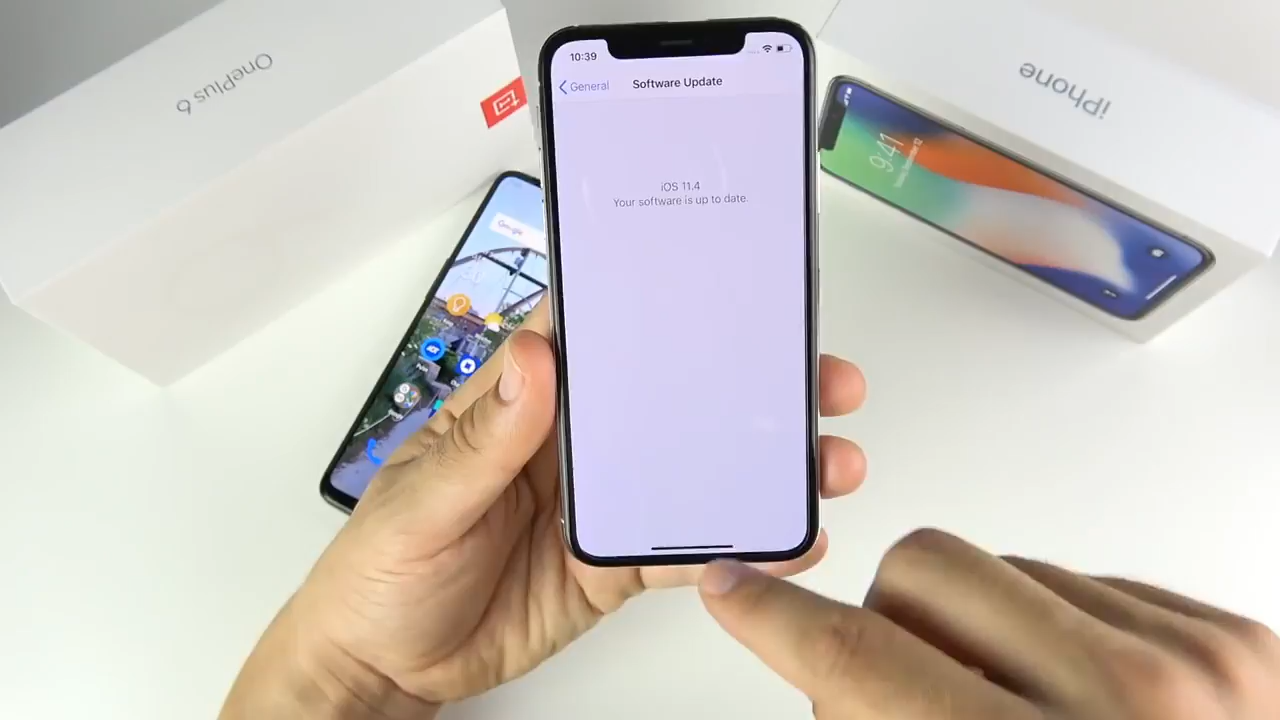 OnePlus 6
iPhone
10:39
General
Software Update
iOS 11.4
Your software is up to date.
9:41
Google